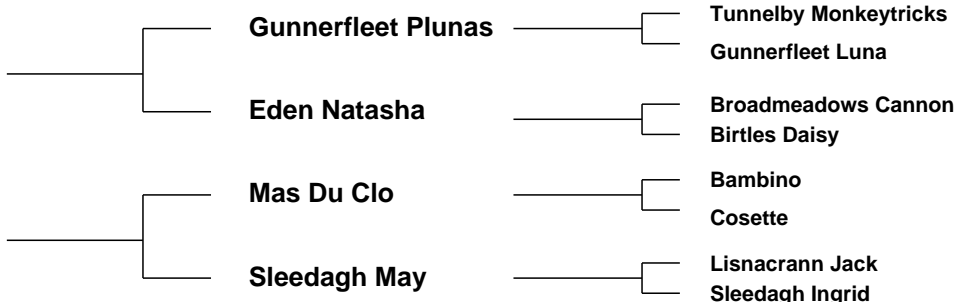 Gunnerfleet Plunas
Tunnelby Monkeytricks
Gunnerfleet Luna
Eden Natasha
Broadmeadows Cannon
Birtles Daisy
Mas Du Clo
Bambino
Cosette
Sleedagh May
Lisnacrann Jack
Sleedagh Ingrid